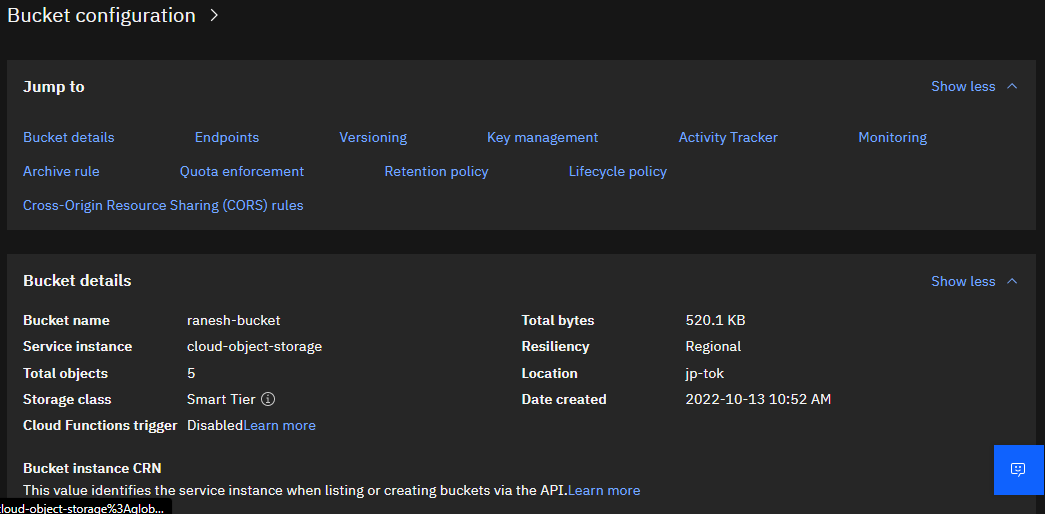 Bucket configuration
Jump to Show less
Bucket details Endpoints Versioning Key management Activity Tracker Monitoring
Archive rule Quota enforcement Retention policy Lifecycle policy
Cross-Origin Resource Sharing (CORS) rules
Bucket details Show less
Bucket name ranesh-bucket Total bytes 520.1 KB
Service instance cloud-object-storage Resiliency Regional
Total objects 5 Location jp-tok
Storage class Smart Tier Date created 2022-10-13 10:52 AM
Cloud Functions trigger DisabledLearn more
Bucket instance CRN
This value identifies the service instance when listing or creating buckets via the API.Learn more
cloud-object-storage%3Aglob...